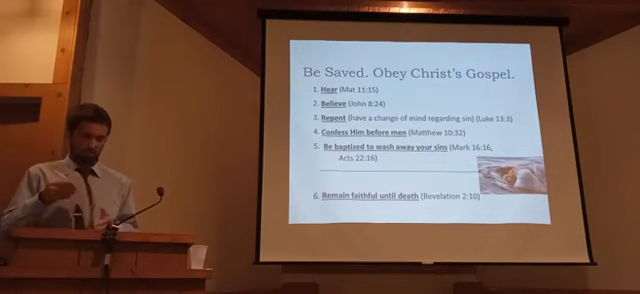 Be Saved. Obey Christ's Gospel.
1. Hear (Mat 11:15)
2. Believe (John 8:24)
3. Repent (have a change of mind regarding sin) (Luke 13:3)
4. Confess Him before men (Matthew 10:32)
5. Be baptized to wash away your sins (Mark 16:16,
Acts 22:16)
6. Remain faithful until death (Revelation 2:10)